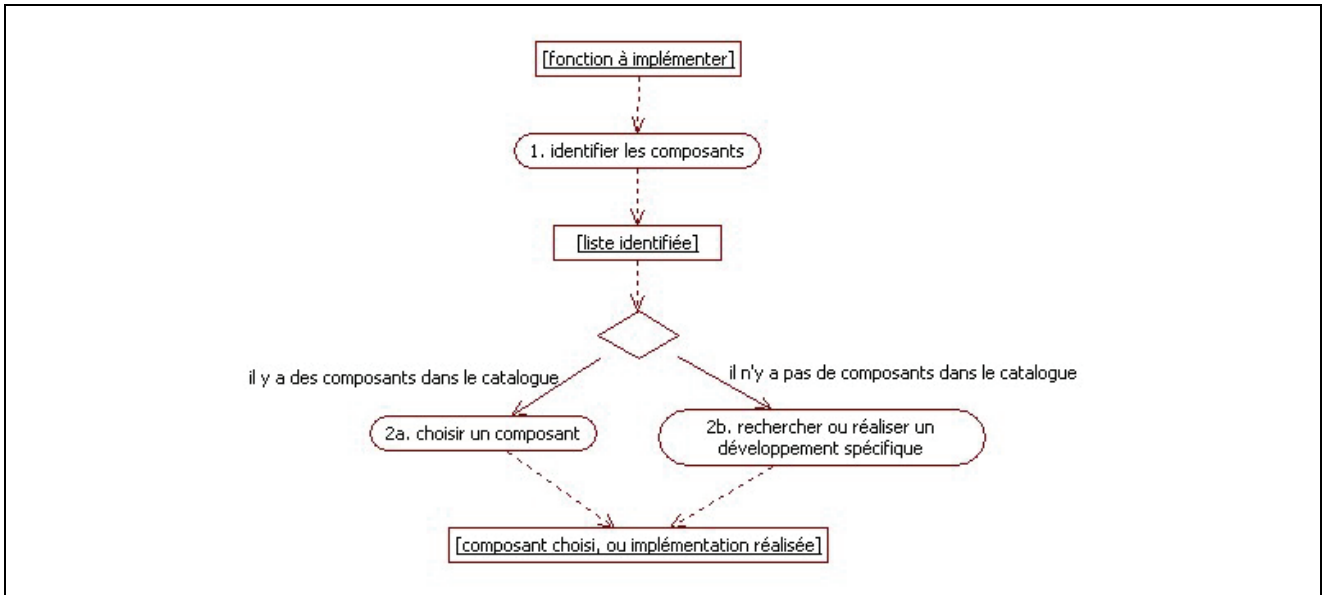 [fonction à implémenter]
1. identifier les composants
[liste identifiée]
il y a des composants dans le catalogue
il n'y a pas de composants dans le catalogue
2a. choisir un composant
2b. rechercher ou réaliser un
développement spécifique
[composant choisi, ou implémentation réalisée]